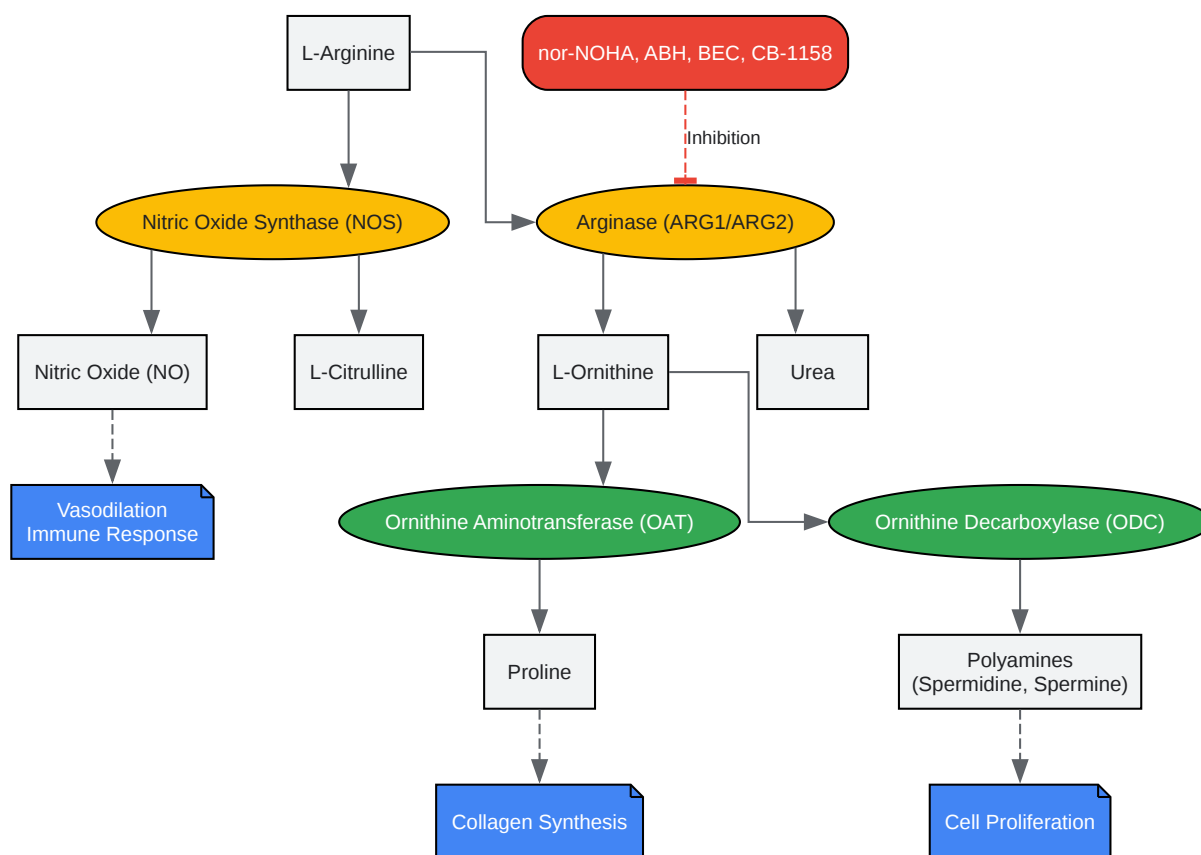 L-Arginine
nor-NOHA, ABH, BEC, CB-1158
Inhibition
Nitric Oxide Synthase (NOS)
Arginase (ARG1/ARG2)
Nitric Oxide (NO)
L-Citrulline
L-Ornithine
Urea
Vasodilation
Immune Response
Ornithine Aminotransferase (OAT)
Ornithine Decarboxylase (ODC)
Proline
Polyamines
(Spermidine, Spermine)
Collagen Synthesis
Cell Proliferation